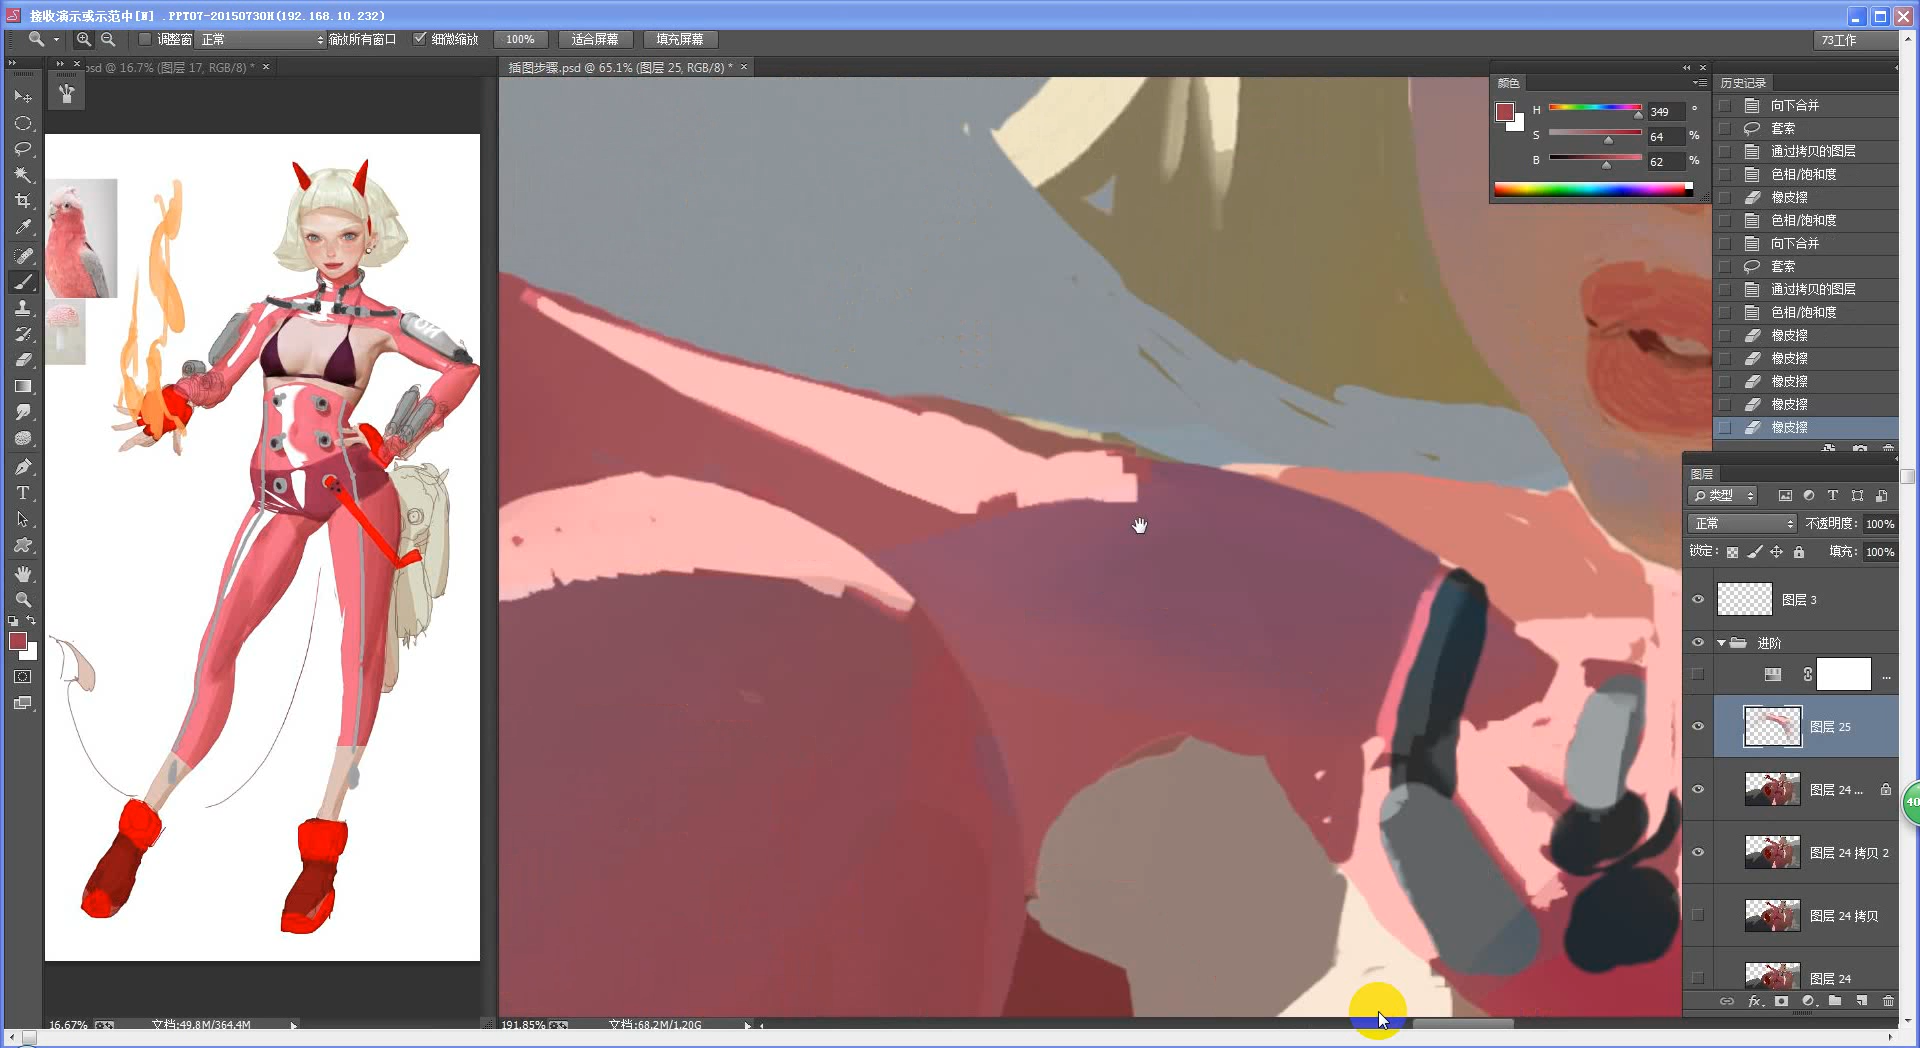 接收演示或示范中[N] .PPT07-20150730H(192.168.10.232)
调整窗 正常 缩放所有窗口 细微缩放 100% 适合屏幕 填充屏幕 73工作
psd @ 16.7% (图层 17, RGB/8) * ×
插图步骤.psd @ 65.1% (图层 25, RGB/8) * ×
颜色
H 349 °
S 64 %
B 62 %
历史记录
向下合并
套索
通过拷贝的图层
色相/饱和度
橡皮擦
色相/饱和度
向下合并
套索
通过拷贝的图层
色相/饱和度
橡皮擦
橡皮擦
橡皮擦
橡皮擦
橡皮擦
图层
类型
正常 不透明度: 100%
锁定: 填充: 100%
图层 3
进阶
...
图层 25
图层 24 ...
图层 24 拷贝 2
图层 24 拷贝
图层 24
fx
40
16.67% 文档:49.8M/364.4M
191.85% 文档:68.2M/1.20G